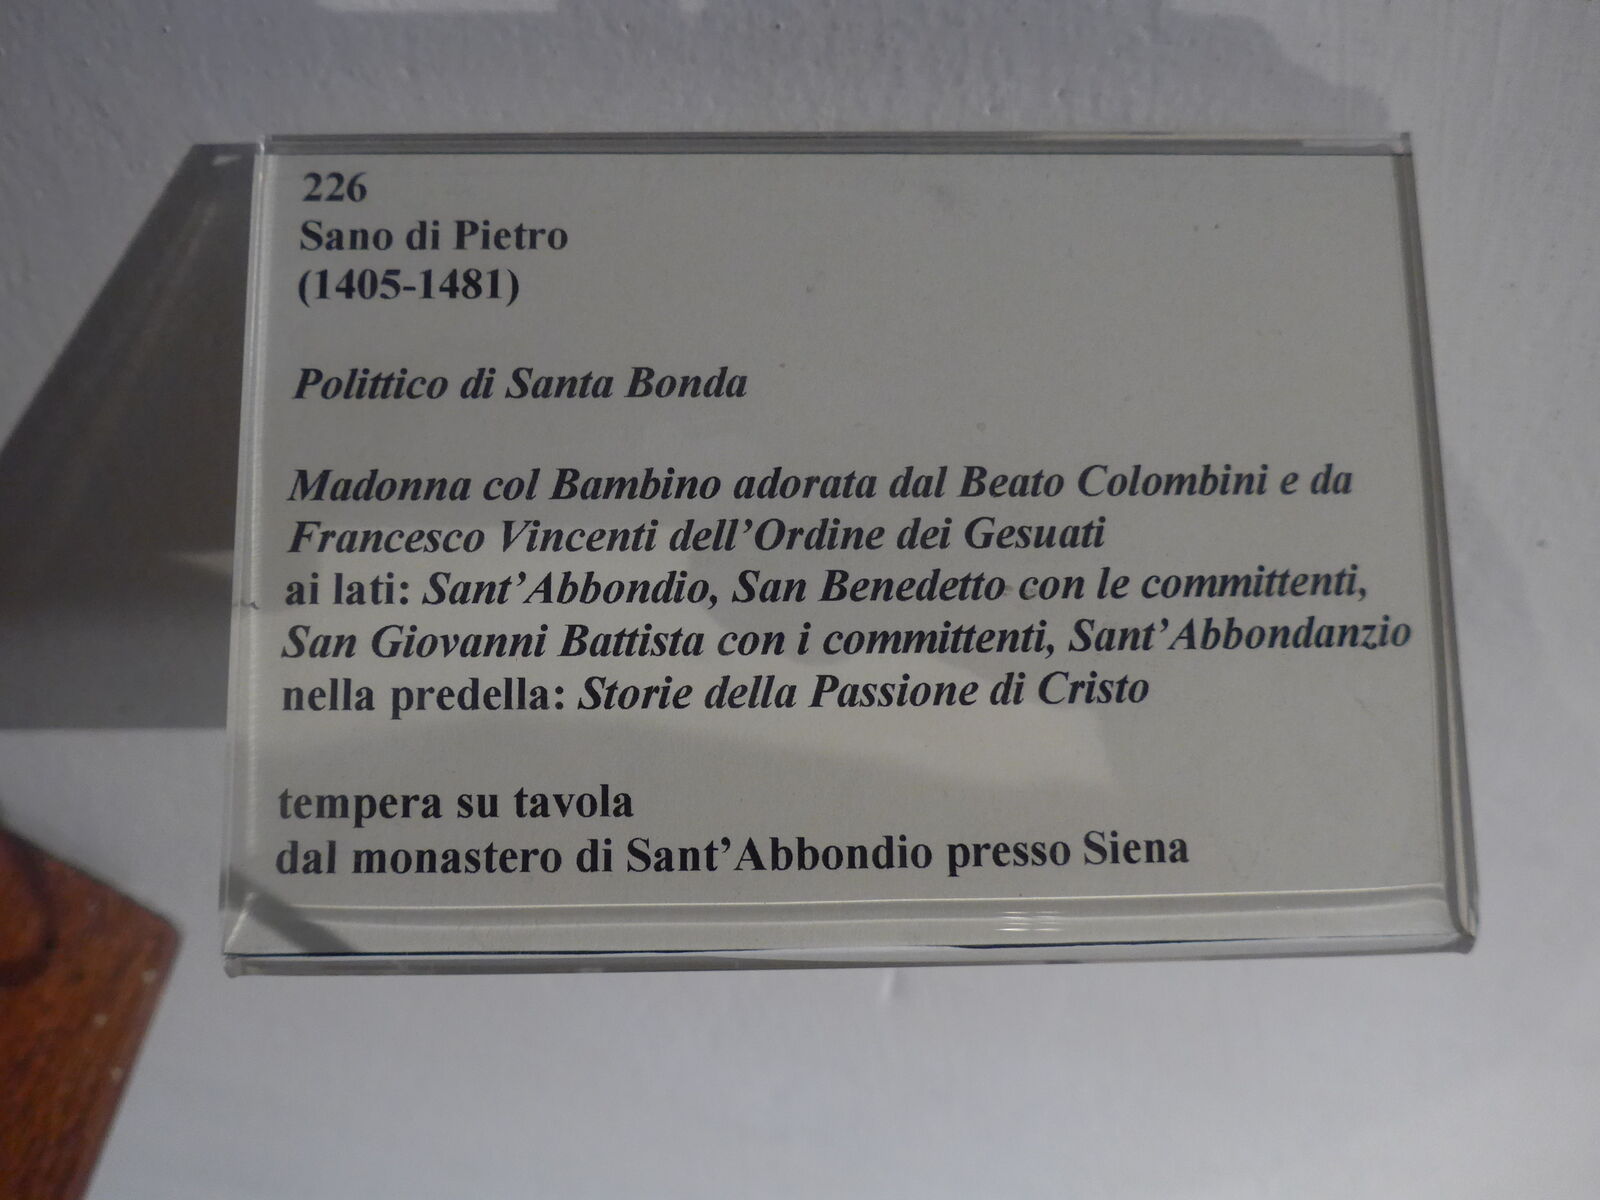 226
Sano di Pietro
(1405-1481)
Polittico di Santa Bonda
Madonna col Bambino adorata dal Beato Colombini e da
Francesco Vincenti dell'Ordine dei Gesuati
ai lati: Sant'Abbondio, San Benedetto con le committenti,
San Giovanni Battista con i committenti, Sant'Abbondanzio
nella predella: Storie della Passione di Cristo
tempera su tavola
dal monastero di Sant'Abbondio presso Siena